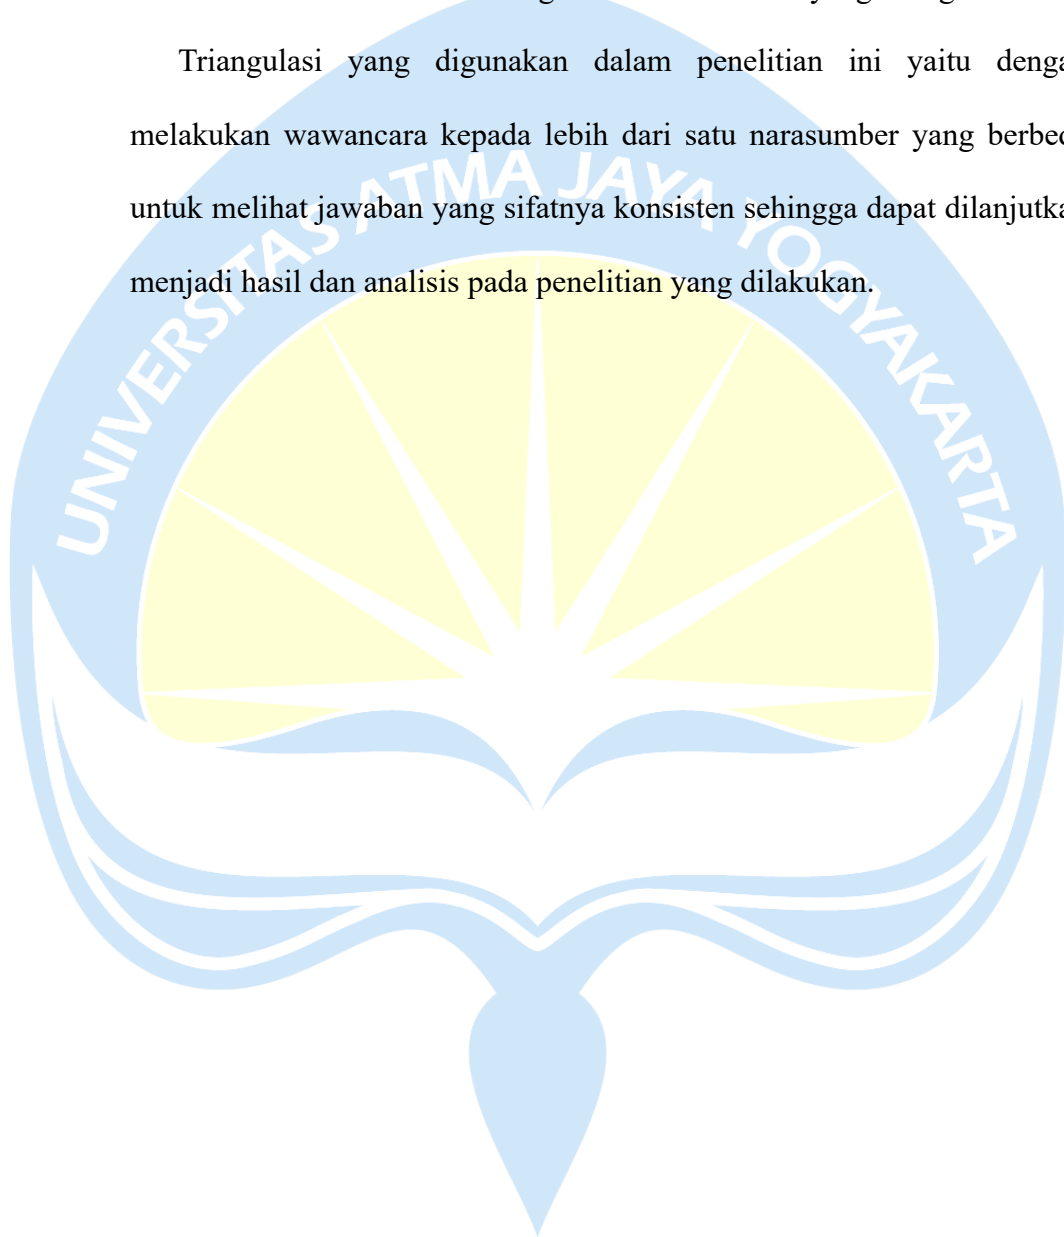 Triangulasi yang digunakan dalam penelitian ini yaitu denga
melakukan wawancara kepada lebih dari satu narasumber yang berbed
untuk melihat jawaban yang sifatnya konsisten sehingga dapat dilanjutka
menjadi hasil dan analisis pada penelitian yang dilakukan.
UNIVERSITAS ATMA JAYA YOGYAKARTA